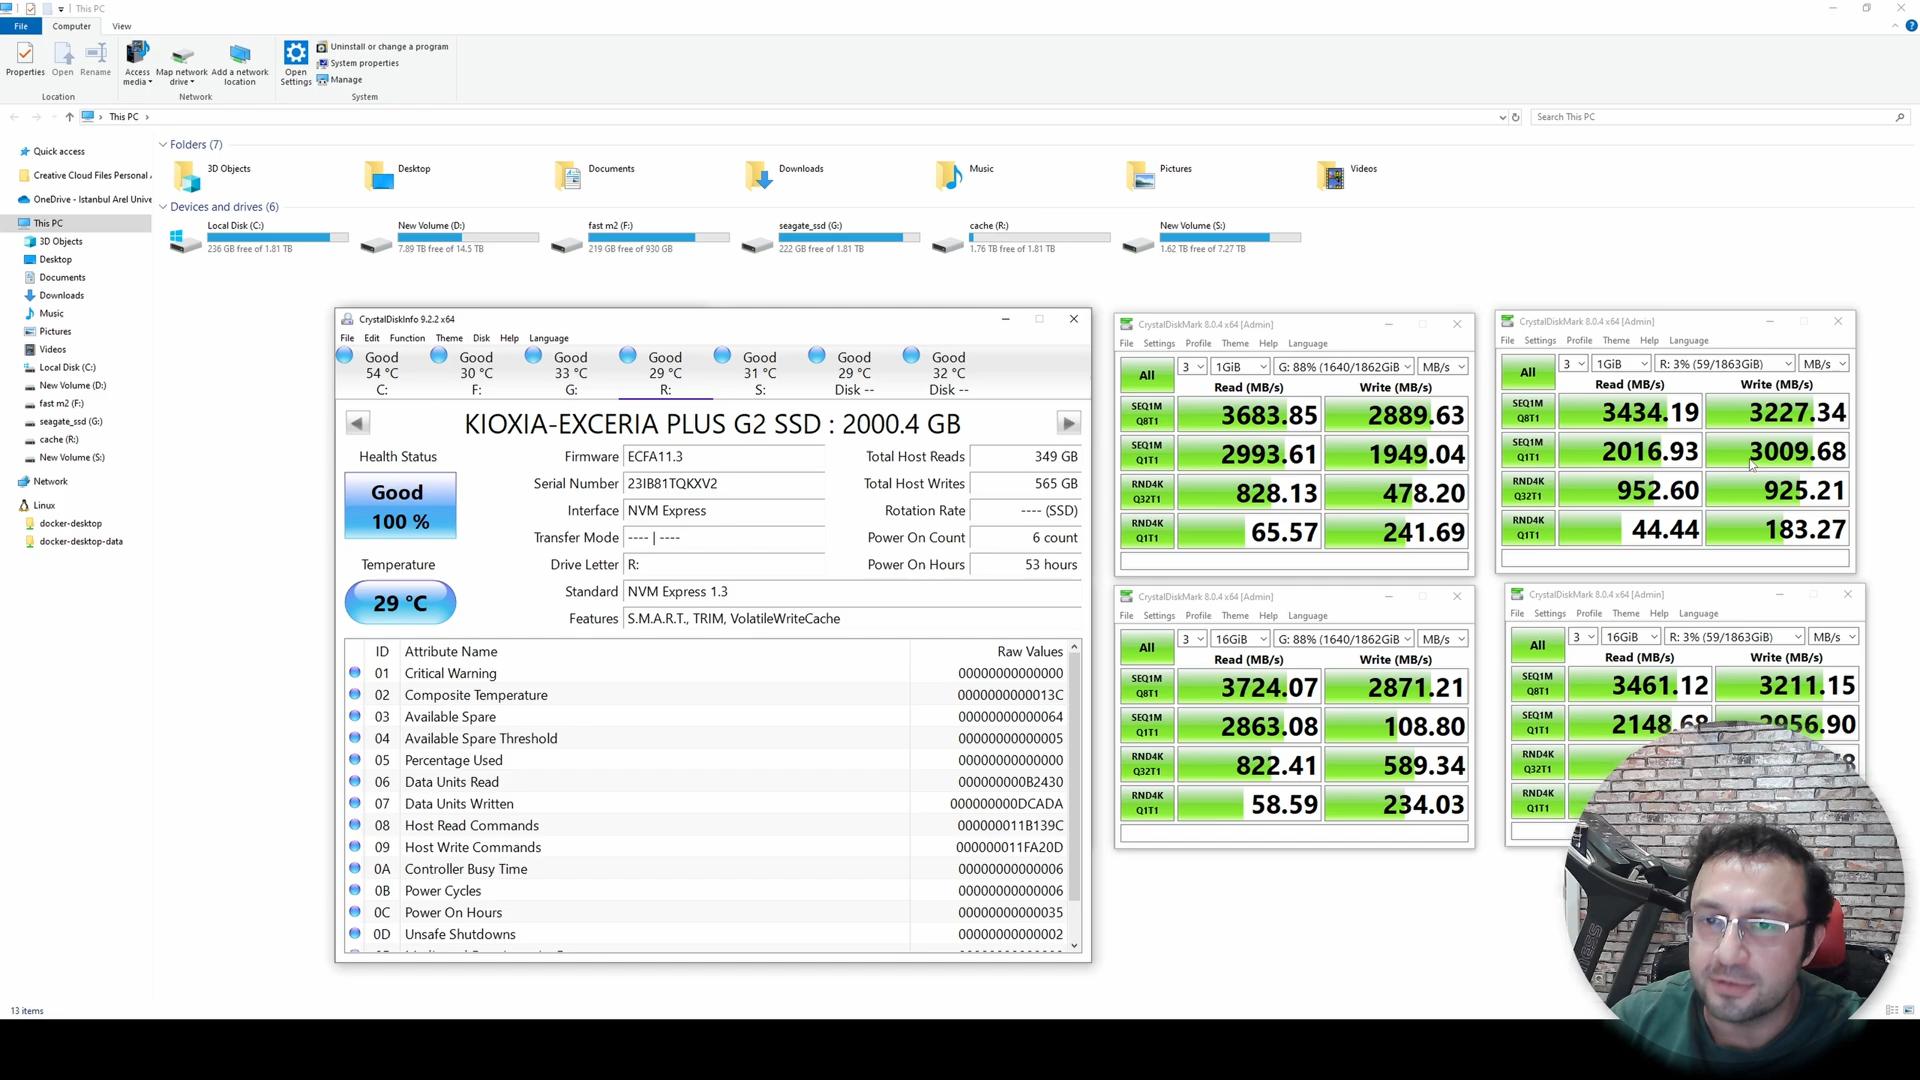 This PC
File
Computer
View
Properties
Open
Rename
Access media
Map network drive
Add a network location
Open Settings
Uninstall or change a program
System properties
Manage
Location
Network
System
This PC
Search This PC
Quick access
Creative Cloud Files Personal
OneDrive - Istanbul Arel Unive
This PC
3D Objects
Desktop
Documents
Downloads
Music
Pictures
Videos
Local Disk (C:)
New Volume (D:)
fast m2 (F:)
seagate_ssd (G:)
cache (R:)
New Volume (S:)
Network
Linux
docker-desktop
docker-desktop-data
13 items
Folders (7)
3D Objects
Desktop
Documents
Downloads
Music
Pictures
Videos
Devices and drives (6)
Local Disk (C:)
236 GB free of 1.81 TB
New Volume (D:)
7.89 TB free of 14.5 TB
fast m2 (F:)
219 GB free of 930 GB
seagate_ssd (G:)
222 GB free of 1.81 TB
cache (R:)
1.76 TB free of 1.81 TB
New Volume (S:)
1.62 TB free of 7.27 TB
CrystalDiskInfo 9.2.2 x64
File Edit Function Theme Disk Help Language
Good Good Good Good Good Good Good
54 °C 30 °C 33 °C 29 °C 31 °C 29 °C 32 °C
C: F: G: R: S: Disk -- Disk --
KIOXIA-EXCERIA PLUS G2 SSD : 2000.4 GB
Health Status
Good
100 %
Temperature
29 °C
Firmware ECFA11.3
Serial Number 23IB81TQKXV2
Interface NVM Express
Transfer Mode ---- | ----
Drive Letter R:
Standard NVM Express 1.3
Features S.M.A.R.T., TRIM, VolatileWriteCache
Total Host Reads 349 GB
Total Host Writes 565 GB
Rotation Rate ---- (SSD)
Power On Count 6 count
Power On Hours 53 hours
ID Attribute Name Raw Values
01 Critical Warning 00000000000000
02 Composite Temperature 0000000000013C
03 Available Spare 00000000000064
04 Available Spare Threshold 00000000000005
05 Percentage Used 00000000000000
06 Data Units Read 000000000B2430
07 Data Units Written 000000000DCADA
08 Host Read Commands 000000011B139C
09 Host Write Commands 000000011FA20D
0A Controller Busy Time 00000000000006
0B Power Cycles 00000000000006
0C Power On Hours 00000000000035
0D Unsafe Shutdowns 00000000000002
CrystalDiskMark 8.0.4 x64 [Admin]
File Settings Profile Theme Help Language
All 3 1GiB G: 88% (1640/1862GiB) MB/s
Read (MB/s) Write (MB/s)
SEQ1M Q8T1 3683.85 2889.63
SEQ1M Q1T1 2993.61 1949.04
RND4K Q32T1 828.13 478.20
RND4K Q1T1 65.57 241.69
CrystalDiskMark 8.0.4 x64 [Admin]
File Settings Profile Theme Help Language
All 3 1GiB R: 3% (59/1863GiB) MB/s
Read (MB/s) Write (MB/s)
SEQ1M Q8T1 3434.19 3227.34
SEQ1M Q1T1 2016.93 3009.68
RND4K Q32T1 952.60 925.21
RND4K Q1T1 44.44 183.27
CrystalDiskMark 8.0.4 x64 [Admin]
File Settings Profile Theme Help Language
All 3 16GiB G: 88% (1640/1862GiB) MB/s
Read (MB/s) Write (MB/s)
SEQ1M Q8T1 3724.07 2871.21
SEQ1M Q1T1 2863.08 108.80
RND4K Q32T1 822.41 589.34
RND4K Q1T1 58.59 234.03
CrystalDiskMark 8.0.4 x64 [Admin]
File Settings Profile Theme Help Language
All 3 16GiB R: 3% (59/1863GiB) MB/s
Read (MB/s) Write (MB/s)
SEQ1M Q8T1 3461.12 3211.15
SEQ1M Q1T1 2148.68 2956.90
RND4K Q32T1
RND4K Q1T1